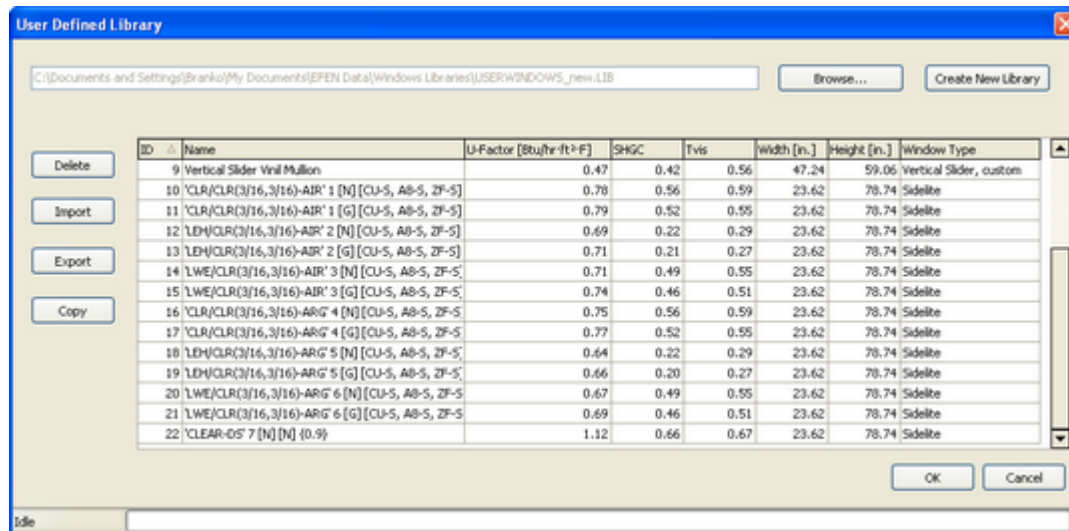 User Defined Library
C:\Documents and Settings\Branko\My Documents\EFEN Data\Windows Libraries\USERWINDOWS_new.LIB
Browse...
Create New Library
Delete
Import
Export
Copy
ID Name U-Factor [Btu/hr·ft²·F] SHGC Tvis Width [in.] Height [in.] Window Type
9 Vertical Slider Vinil Mullion 0.47 0.42 0.56 47.24 59.06 Vertical Slider, custom
10 'CLR/CLR(3/16,3/16)-AIR' 1 [N] [CU-S, A8-S, ZF-S] 0.78 0.56 0.59 23.62 78.74 Sidelite
11 'CLR/CLR(3/16,3/16)-AIR' 1 [G] [CU-S, A8-S, ZF-S] 0.79 0.52 0.55 23.62 78.74 Sidelite
12 'LEH/CLR(3/16,3/16)-AIR' 2 [N] [CU-S, A8-S, ZF-S] 0.69 0.22 0.29 23.62 78.74 Sidelite
13 'LEH/CLR(3/16,3/16)-AIR' 2 [G] [CU-S, A8-S, ZF-S] 0.71 0.21 0.27 23.62 78.74 Sidelite
14 'LWE/CLR(3/16,3/16)-AIR' 3 [N] [CU-S, A8-S, ZF-S] 0.71 0.49 0.55 23.62 78.74 Sidelite
15 'LWE/CLR(3/16,3/16)-AIR' 3 [G] [CU-S, A8-S, ZF-S] 0.74 0.46 0.51 23.62 78.74 Sidelite
16 'CLR/CLR(3/16,3/16)-ARG' 4 [N] [CU-S, A8-S, ZF-S] 0.75 0.56 0.59 23.62 78.74 Sidelite
17 'CLR/CLR(3/16,3/16)-ARG' 4 [G] [CU-S, A8-S, ZF-S] 0.77 0.52 0.55 23.62 78.74 Sidelite
18 'LEH/CLR(3/16,3/16)-ARG' 5 [N] [CU-S, A8-S, ZF-S] 0.64 0.22 0.29 23.62 78.74 Sidelite
19 'LEH/CLR(3/16,3/16)-ARG' 5 [G] [CU-S, A8-S, ZF-S] 0.66 0.20 0.27 23.62 78.74 Sidelite
20 'LWE/CLR(3/16,3/16)-ARG' 6 [N] [CU-S, A8-S, ZF-S 0.67 0.49 0.55 23.62 78.74 Sidelite
21 'LWE/CLR(3/16,3/16)-ARG' 6 [G] [CU-S, A8-S, ZF-S 0.69 0.46 0.51 23.62 78.74 Sidelite
22 'CLEAR-DS' 7 [N] [N] {0.9} 1.12 0.66 0.67 23.62 78.74 Sidelite
OK
Cancel
Idle